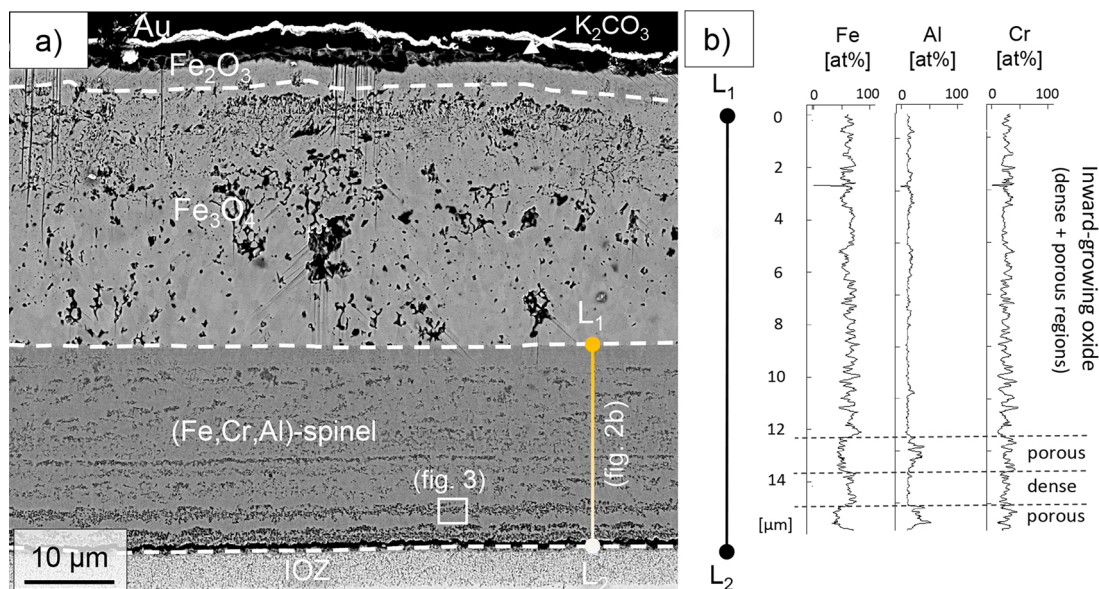 a)
Au
K₂CO₃
Fe₂O₃
Fe₃O₄
L₁
(Fe,Cr,Al)-spinel
(fig. 2b)
(fig. 3)
10 µm
IOZ
L₂
b)
Fe Al Cr
[at%] [at%] [at%]
L₁
0 100 0 100 0 100
0
2
4
6
8
10
12
14
[µm]
L₂
Inward-growing oxide
(dense + porous regions)
porous
dense
porous